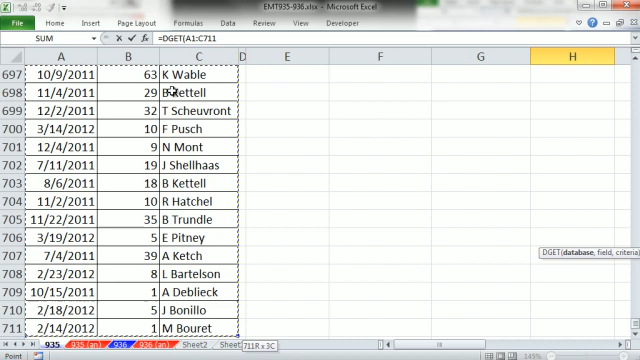 EMT935-936.xlsx - Microsoft Excel
File Home Insert Page Layout Formulas Data Review View Developer
SUM =DGET(A1:C711
A B C D E F G H
697 10/9/2011 63 K Wable
698 11/4/2011 29 B Kettell
699 12/2/2011 32 T Scheuvront
700 3/14/2012 10 F Pusch
701 12/4/2011 9 N Mont
702 7/11/2011 19 J Shellhaas
703 8/6/2011 18 B Kettell
704 11/2/2011 10 R Hatchel
705 11/22/2011 35 B Trundle
706 3/19/2012 5 E Pitney
DGET(database, field, criteria)
707 7/4/2011 39 A Ketch
708 2/23/2012 8 L Bartelson
709 10/15/2011 1 A Deblieck
710 2/18/2012 5 J Bonillo
711 2/14/2012 1 M Bouret
935 935 (an) 936 936 (an) Sheet2 Sheet 711R x 3C
Point 145%